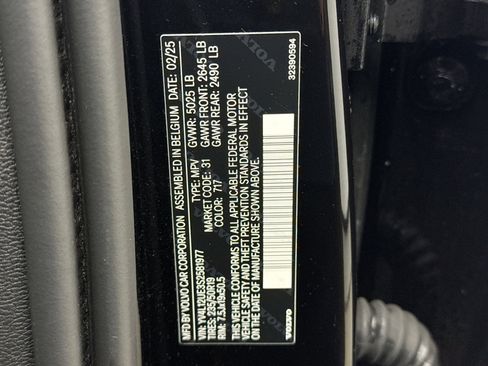 MFD BY VOLVO CAR CORPORATION ASSEMBLED IN BELGIUM DATE: 02/25
GVWR: 5025 LB
GAWR FRONT: 2645 LB
GAWR REAR: 2490 LB
YV4L12UE3S2581977 TYPE: MPV
TIRES: 235/50R19 MARKET CODE: 31
RIM: 7.5Jx19x50.5 COLOR: 717
THIS VEHICLE CONFORMS TO ALL APPLICABLE FEDERAL MOTOR
VEHICLE SAFETY AND THEFT PREVENTION STANDARDS IN EFFECT
ON THE DATE OF MANUFACTURE SHOWN ABOVE.
VOLVO
32390594